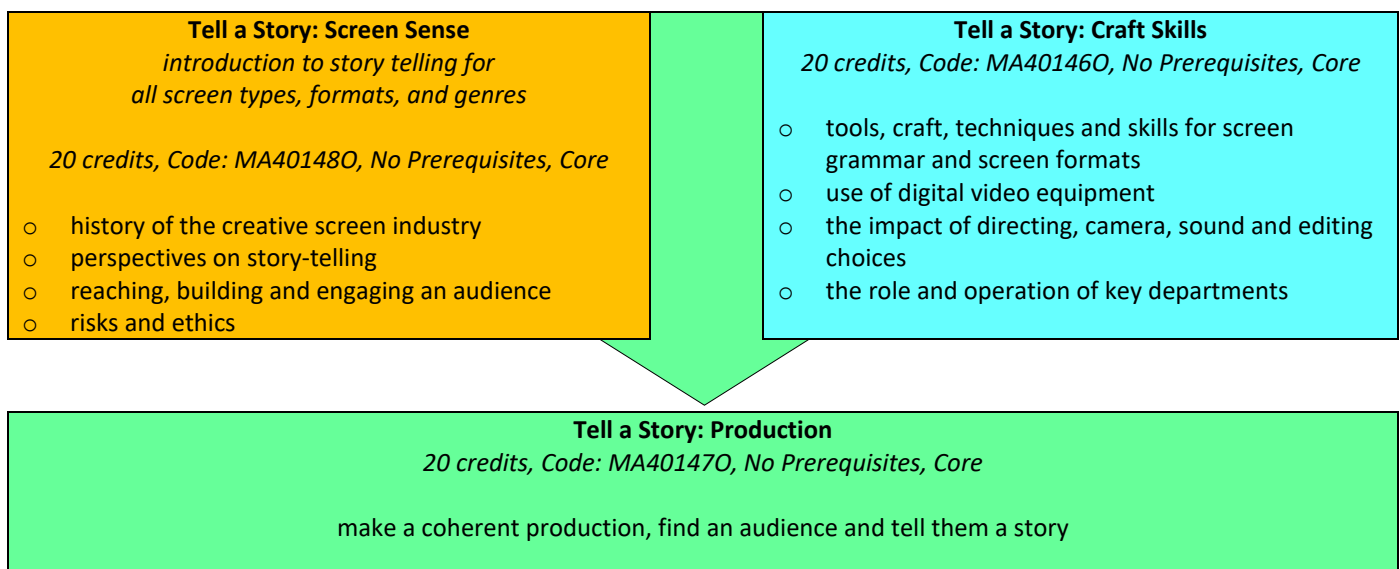 Tell a Story: Screen Sense
introduction to story telling for
all screen types, formats, and genres
20 credits, Code: MA40148O, No Prerequisites, Core
o history of the creative screen industry
o perspectives on story-telling
o reaching, building and engaging an audience
o risks and ethics
Tell a Story: Craft Skills
20 credits, Code: MA40146O, No Prerequisites, Core
o tools, craft, techniques and skills for screen
grammar and screen formats
o use of digital video equipment
o the impact of directing, camera, sound and editing
choices
o the role and operation of key departments
Tell a Story: Production
20 credits, Code: MA40147O, No Prerequisites, Core
make a coherent production, find an audience and tell them a story